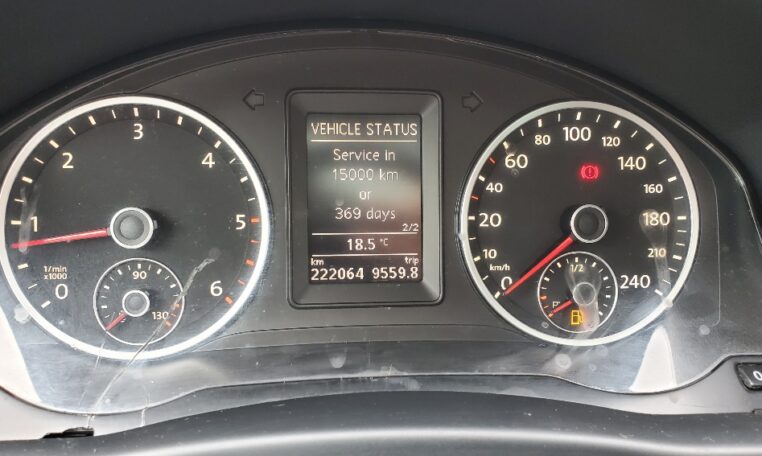 VEHICLE STATUS
Service in
15000 km
or
369 days
2/2
18.5 °C
km trip
222064 9559.8
0 1 2 3 4 5 6
1/min
x1000
90
130
0 10 20 40 60 80 100 120 140 160 180 210 240
km/h
1/2
0